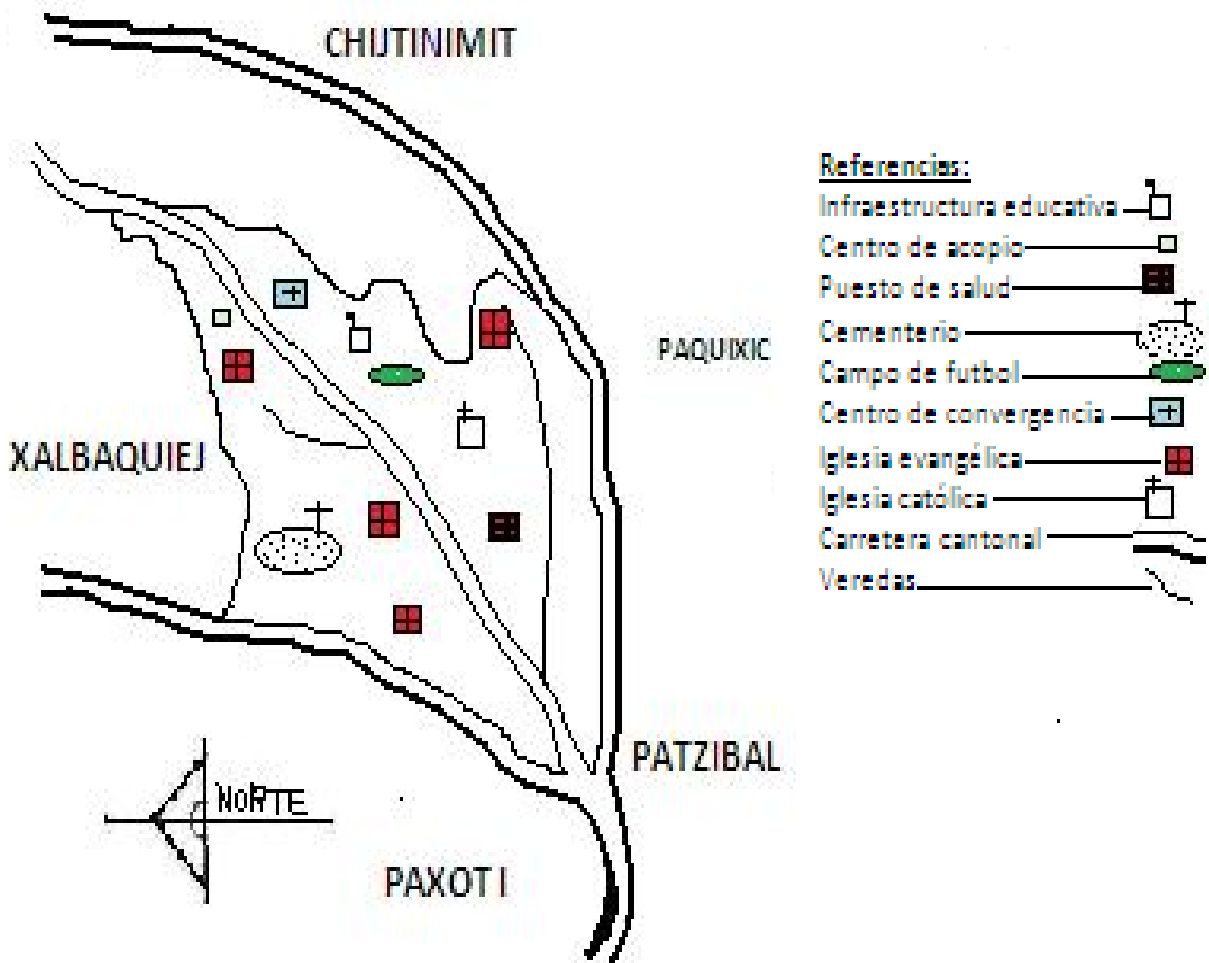 CHUTINIMIT
Referencias:
Infraestructura educativa
Centro de acopio
Puesto de salud
Cementerio
PAQUIXIC
Campo de futbol
Centro de convergencia
XALBAQUIEJ
Iglesia evangélica
Iglesia católica
Carretera cantonal
Veredas
PATZIBAL
NORTE
PAXOT I